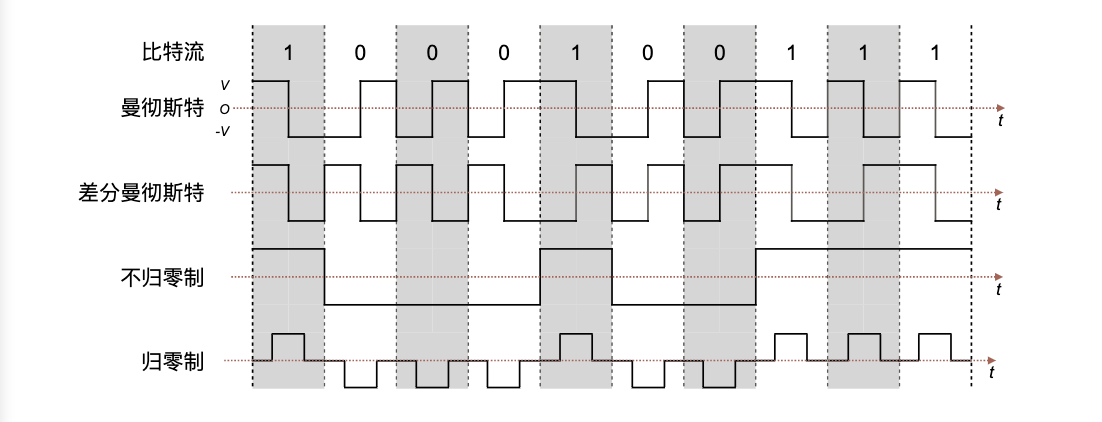 比特流 1 0 0 0 1 0 0 1 1 1
V
曼彻斯特 O
-V
t
差分曼彻斯特
t
不归零制
t
归零制
t